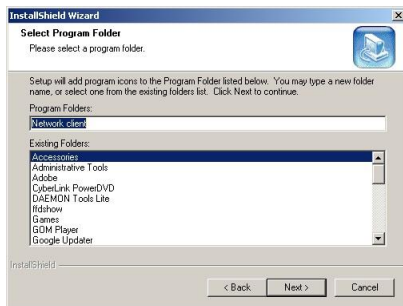 InstallShield Wizard
Select Program Folder
Please select a program folder.
Setup will add program icons to the Program Folder listed below. You may type a new folder
name, or select one from the existing folders list. Click Next to continue.
Program Folders:
Network client
Existing Folders:
Accessories
Administrative Tools
Adobe
CyberLink PowerDVD
DAEMON Tools Lite
ffdshow
Games
GOM Player
Google Updater
InstallShield
< Back
Next >
Cancel